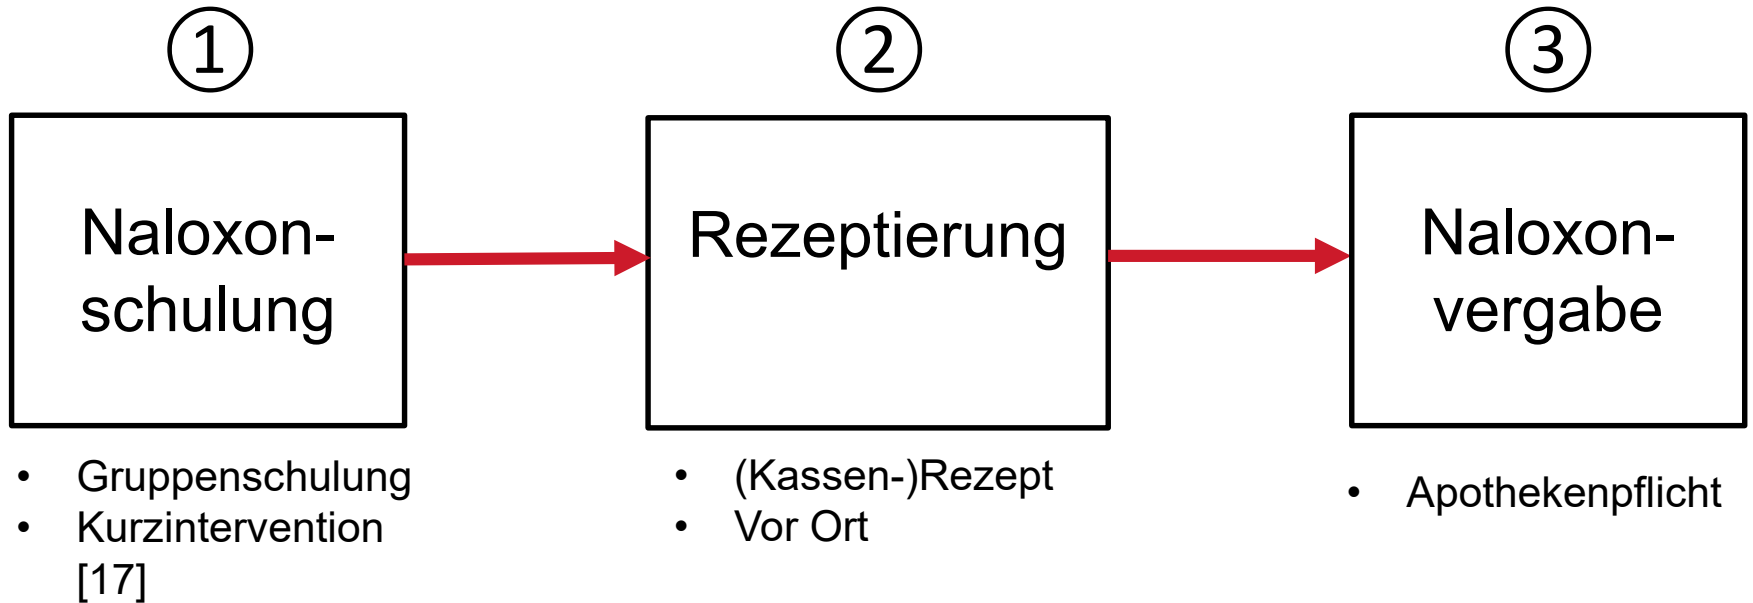 ①
Naloxon-
schulung
• Gruppenschulung
• Kurzintervention
[17]
②
Rezeptierung
• (Kassen-)Rezept
• Vor Ort
③
Naloxon-
vergabe
• Apothekenpflicht